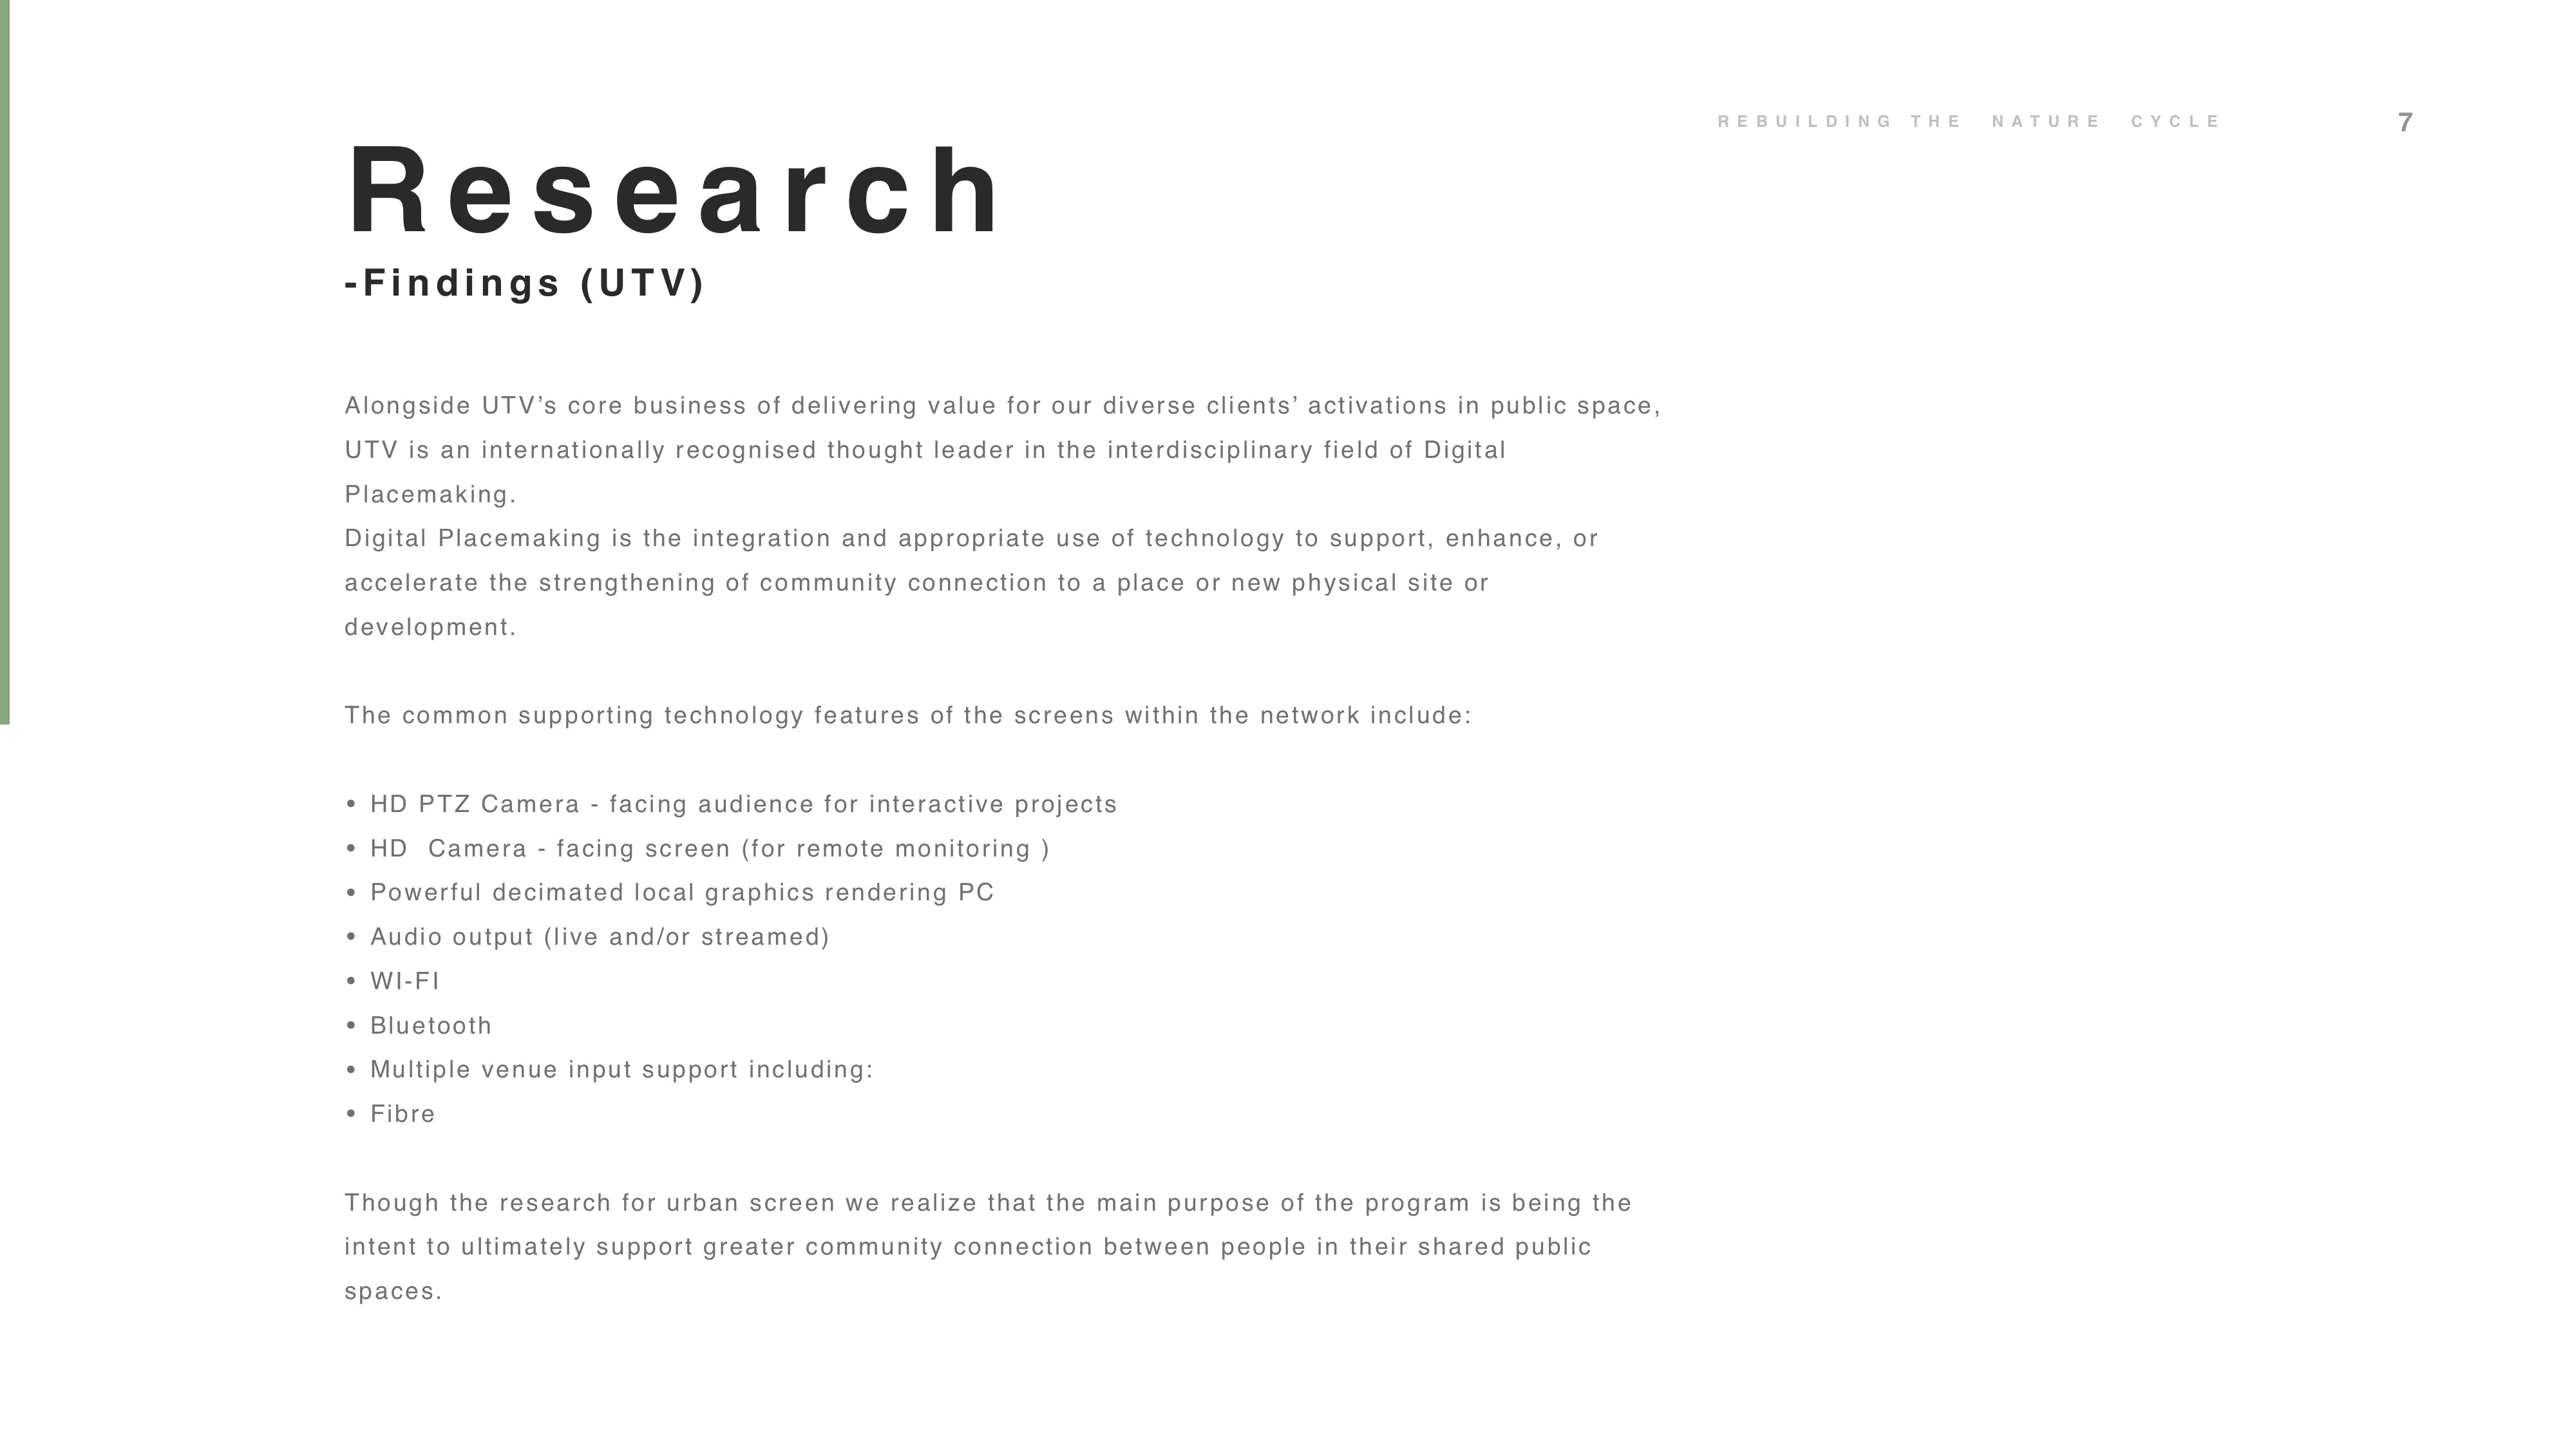 REBUILDING THE NATURE CYCLE
7
Research
-Findings (UTV)
Alongside UTV’s core business of delivering value for our diverse clients’ activations in public space,
UTV is an internationally recognised thought leader in the interdisciplinary field of Digital
Placemaking.
Digital Placemaking is the integration and appropriate use of technology to support, enhance, or
accelerate the strengthening of community connection to a place or new physical site or
development.
The common supporting technology features of the screens within the network include:
• HD PTZ Camera - facing audience for interactive projects
• HD  Camera - facing screen (for remote monitoring )
• Powerful decimated local graphics rendering PC
• Audio output (live and/or streamed)
• WI-FI
• Bluetooth
• Multiple venue input support including:
• Fibre
Though the research for urban screen we realize that the main purpose of the program is being the
intent to ultimately support greater community connection between people in their shared public
spaces.